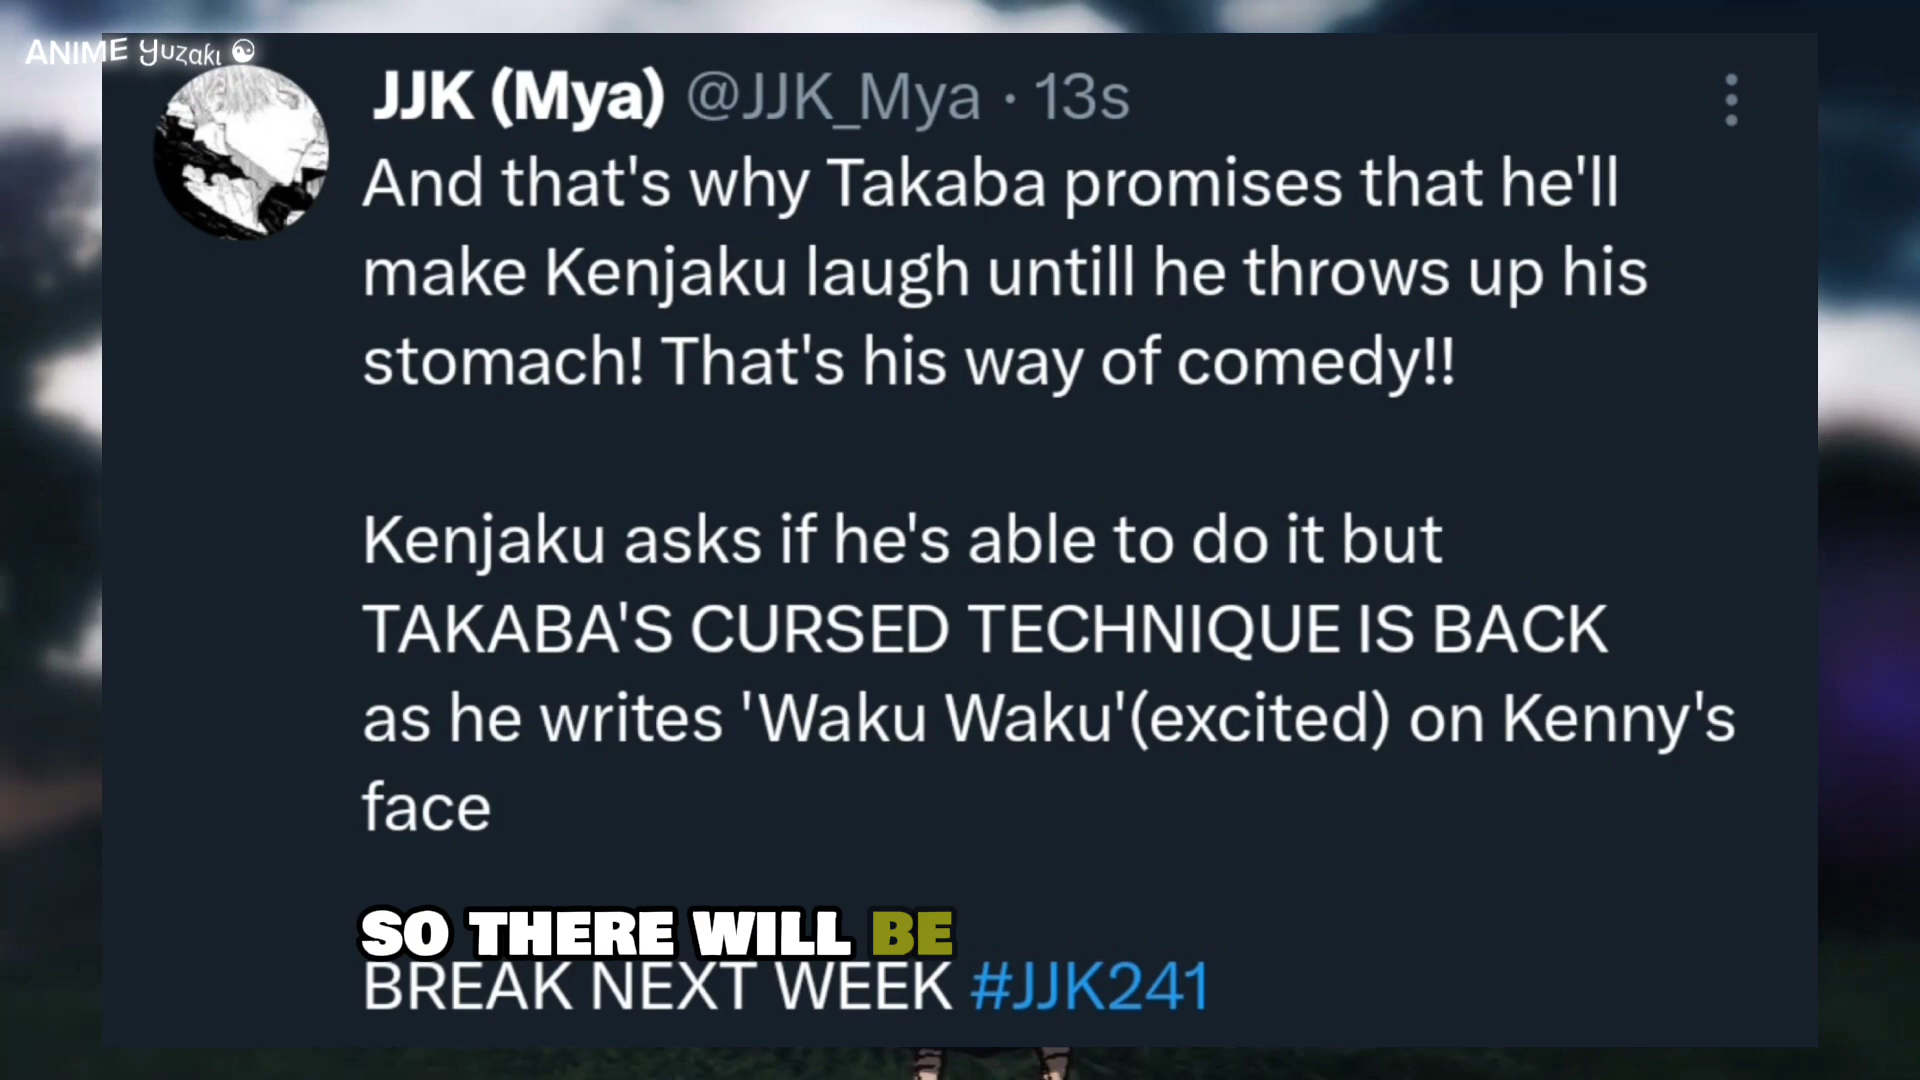 ANIME Yuzaki
JJK (Mya) @JJK_Mya · 13s
And that's why Takaba promises that he'll
make Kenjaku laugh untill he throws up his
stomach! That's his way of comedy!!
Kenjaku asks if he's able to do it but
TAKABA'S CURSED TECHNIQUE IS BACK
as he writes 'Waku Waku'(excited) on Kenny's
face
SO THERE WILL BE
BREAK NEXT WEEK #JJK241